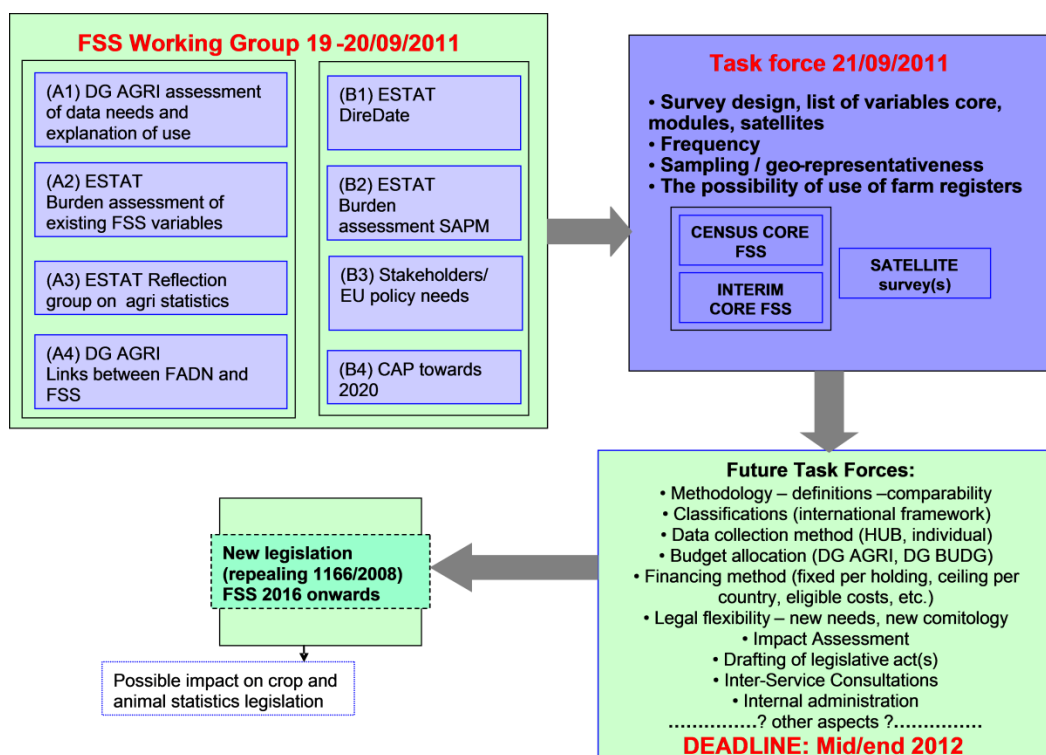 FSS Working Group 19 -20/09/2011
(A1) DG AGRI assessment
of data needs and
explanation of use
(A2) ESTAT
Burden assessment of
existing FSS variables
(A3) ESTAT Reflection
group on agri statistics
(A4) DG AGRI
Links between FADN and
FSS
(B1) ESTAT
DireDate
(B2) ESTAT
Burden
assessment SAPM
(B3) Stakeholders/
EU policy needs
(B4) CAP towards
2020
Task force 21/09/2011
• Survey design, list of variables core,
modules, satellites
• Frequency
• Sampling / geo-representativeness
• The possibility of use of farm registers
CENSUS CORE
FSS
INTERIM
CORE FSS
SATELLITE
survey(s)
Future Task Forces:
• Methodology – definitions –comparability
• Classifications (international framework)
• Data collection method (HUB, individual)
• Budget allocation (DG AGRI, DG BUDG)
• Financing method (fixed per holding, ceiling per
country, eligible costs, etc.)
• Legal flexibility – new needs, new comitology
• Impact Assessment
• Drafting of legislative act(s)
• Inter-Service Consultations
• Internal administration
……………? other aspects ?……………
DEADLINE: Mid/end 2012
New legislation
(repealing 1166/2008)
FSS 2016 onwards
Possible impact on crop and
animal statistics legislation